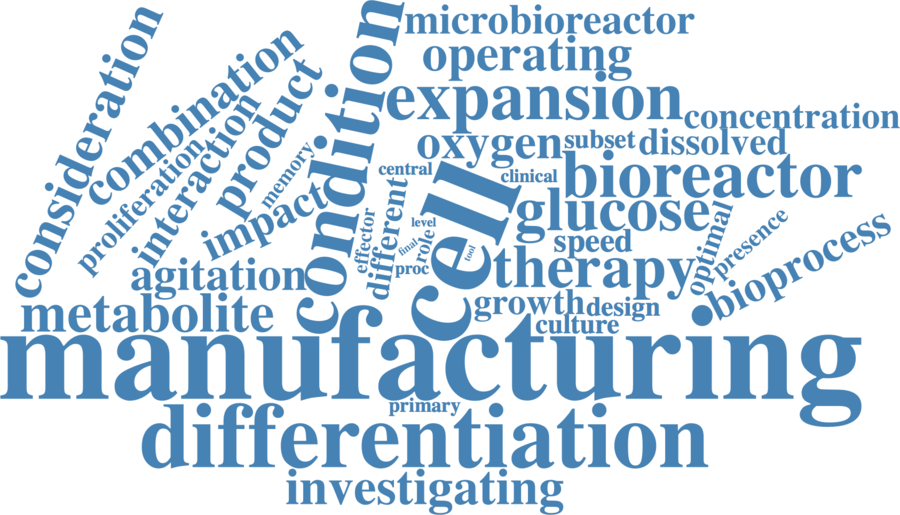 microbioreactor
consideration
combination
condition
operating
expansion
product
concentration
proliferation
interaction
memory
oxygen
subset
dissolved
central
clinical
bioreactor
impact
different
effector
level
cell
glucose
final
role
tool
speed
optimal
presence
bioprocess
agitation
proc
therapy
metabolite
growth
design
culture
manufacturing
primary
differentiation
investigating